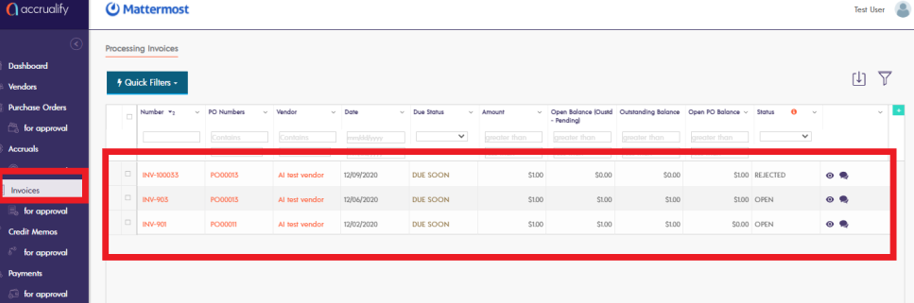 accrualify
Mattermost
Test User
Dashboard
Vendors
Purchase Orders
for approval
Accruals
Invoices
for approval
Credit Memos
for approval
Payments
for approval
Processing Invoices
Quick Filters
Number PO Numbers Vendor Date Due Status Amount Open Balance (Outstd - Pending) Outstanding Balance Open PO Balance Status
Contains Contains mm/dd/yyyy greater than greater than greater than greater than
INV-100033 PO00013 AI test vendor 12/09/2020 DUE SOON $1.00 $0.00 $0.00 $1.00 REJECTED
INV-903 PO00013 AI test vendor 12/06/2020 DUE SOON $1.00 $1.00 $1.00 $1.00 OPEN
INV-901 PO00011 AI test vendor 12/02/2020 DUE SOON $1.00 $1.00 $1.00 $0.00 OPEN